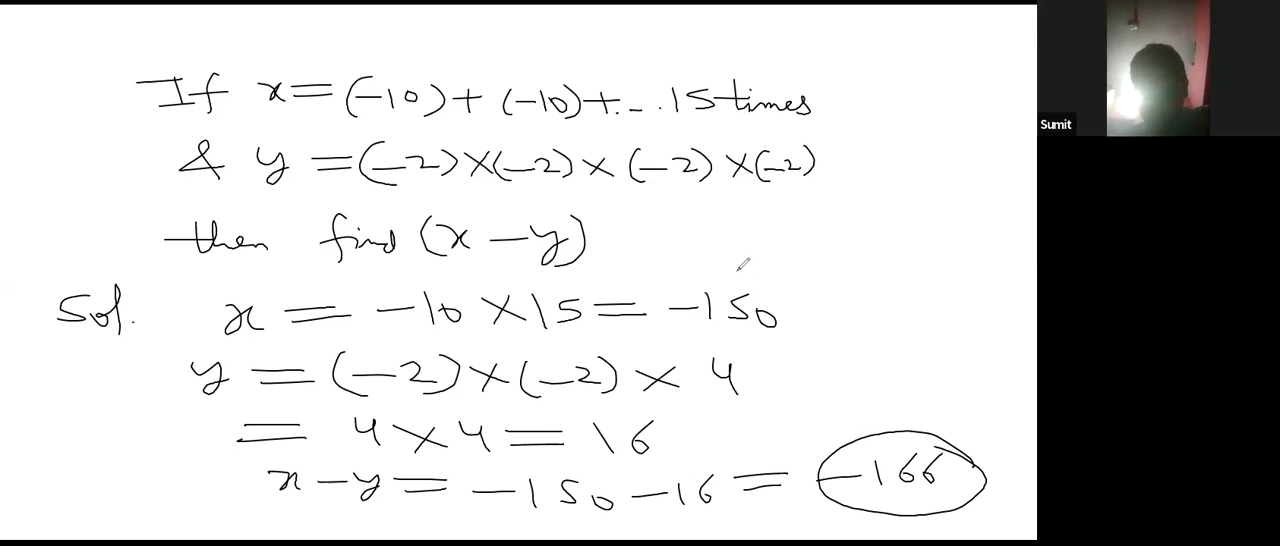 If x = (-10) + (-10) + - . 15 times
& y = (-2) × (-2) × (-2) × (-2)
then find (x - y)
Sol. x = -10 × 15 = -150
y = (-2) × (-2) × 4
= 4 × 4 = 16
x - y = -150 - 16 = -166
Sumit